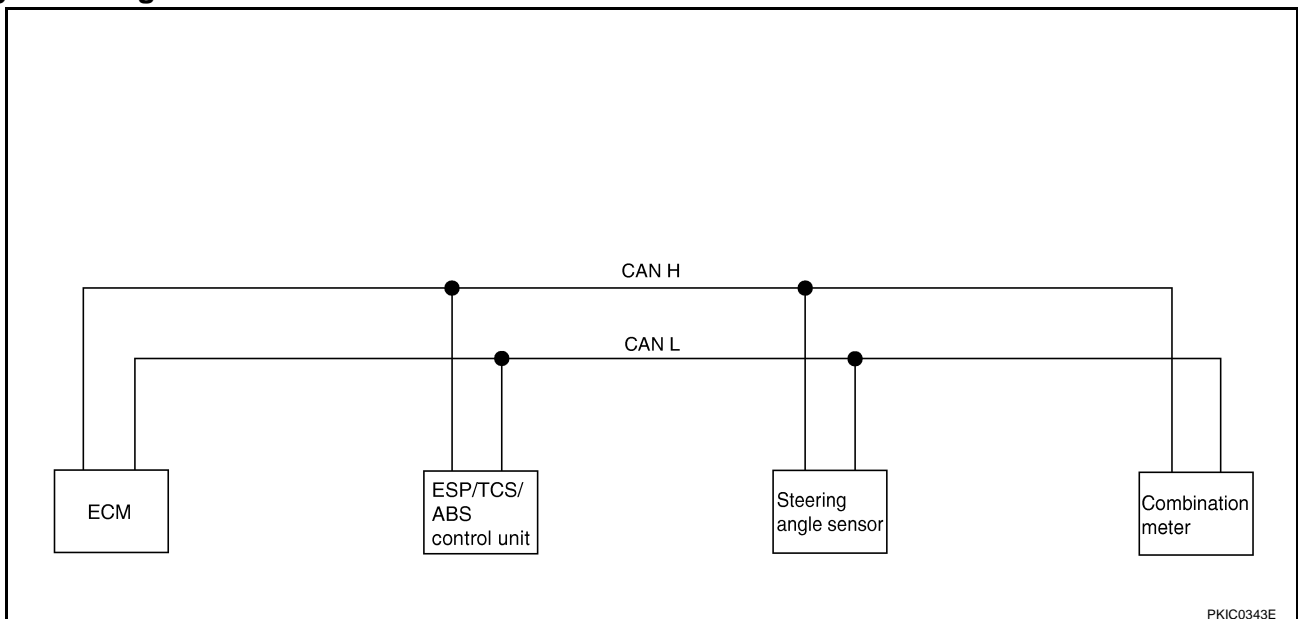 CAN H
CAN L
ECM
ESP/TCS/
ABS
control unit
Steering
angle sensor
Combination
meter
PKIC0343E